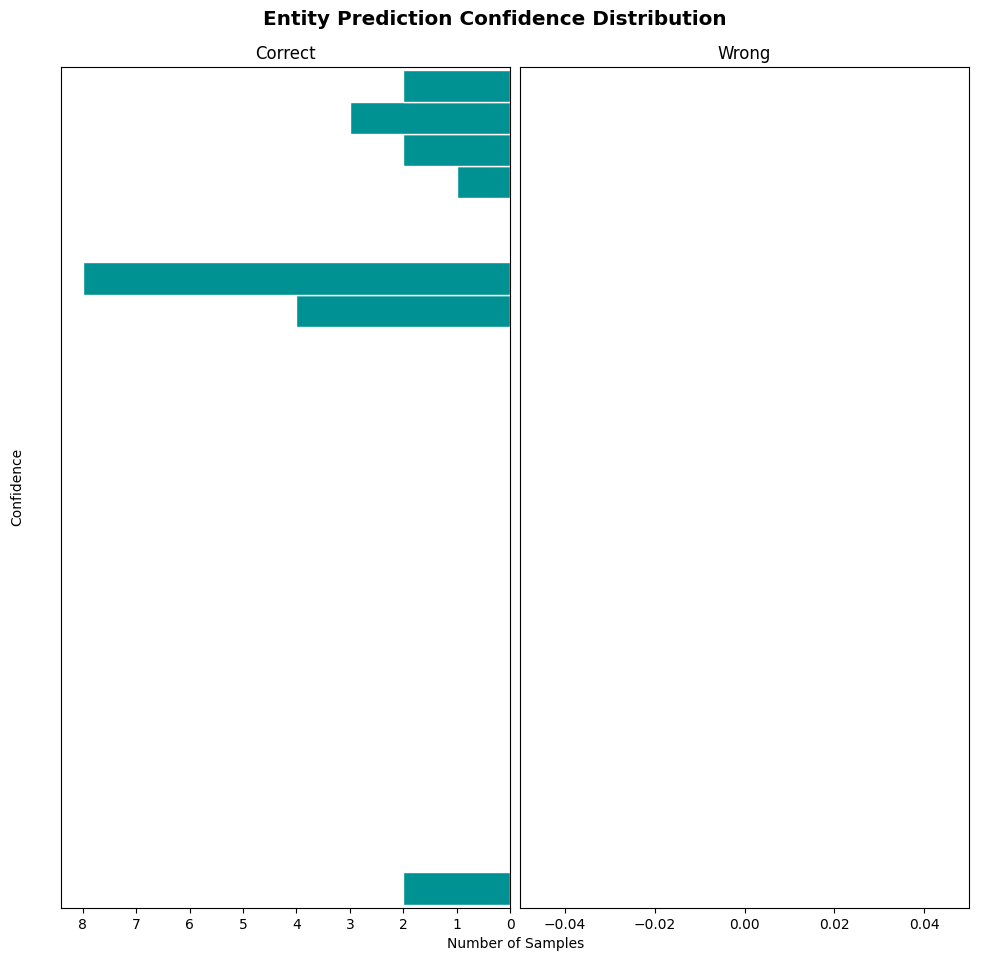 Entity Prediction Confidence Distribution
Correct
Wrong
Confidence
8 7 6 5 4 3 2 1 0
−0.04 −0.02 0.00 0.02 0.04
Number of Samples